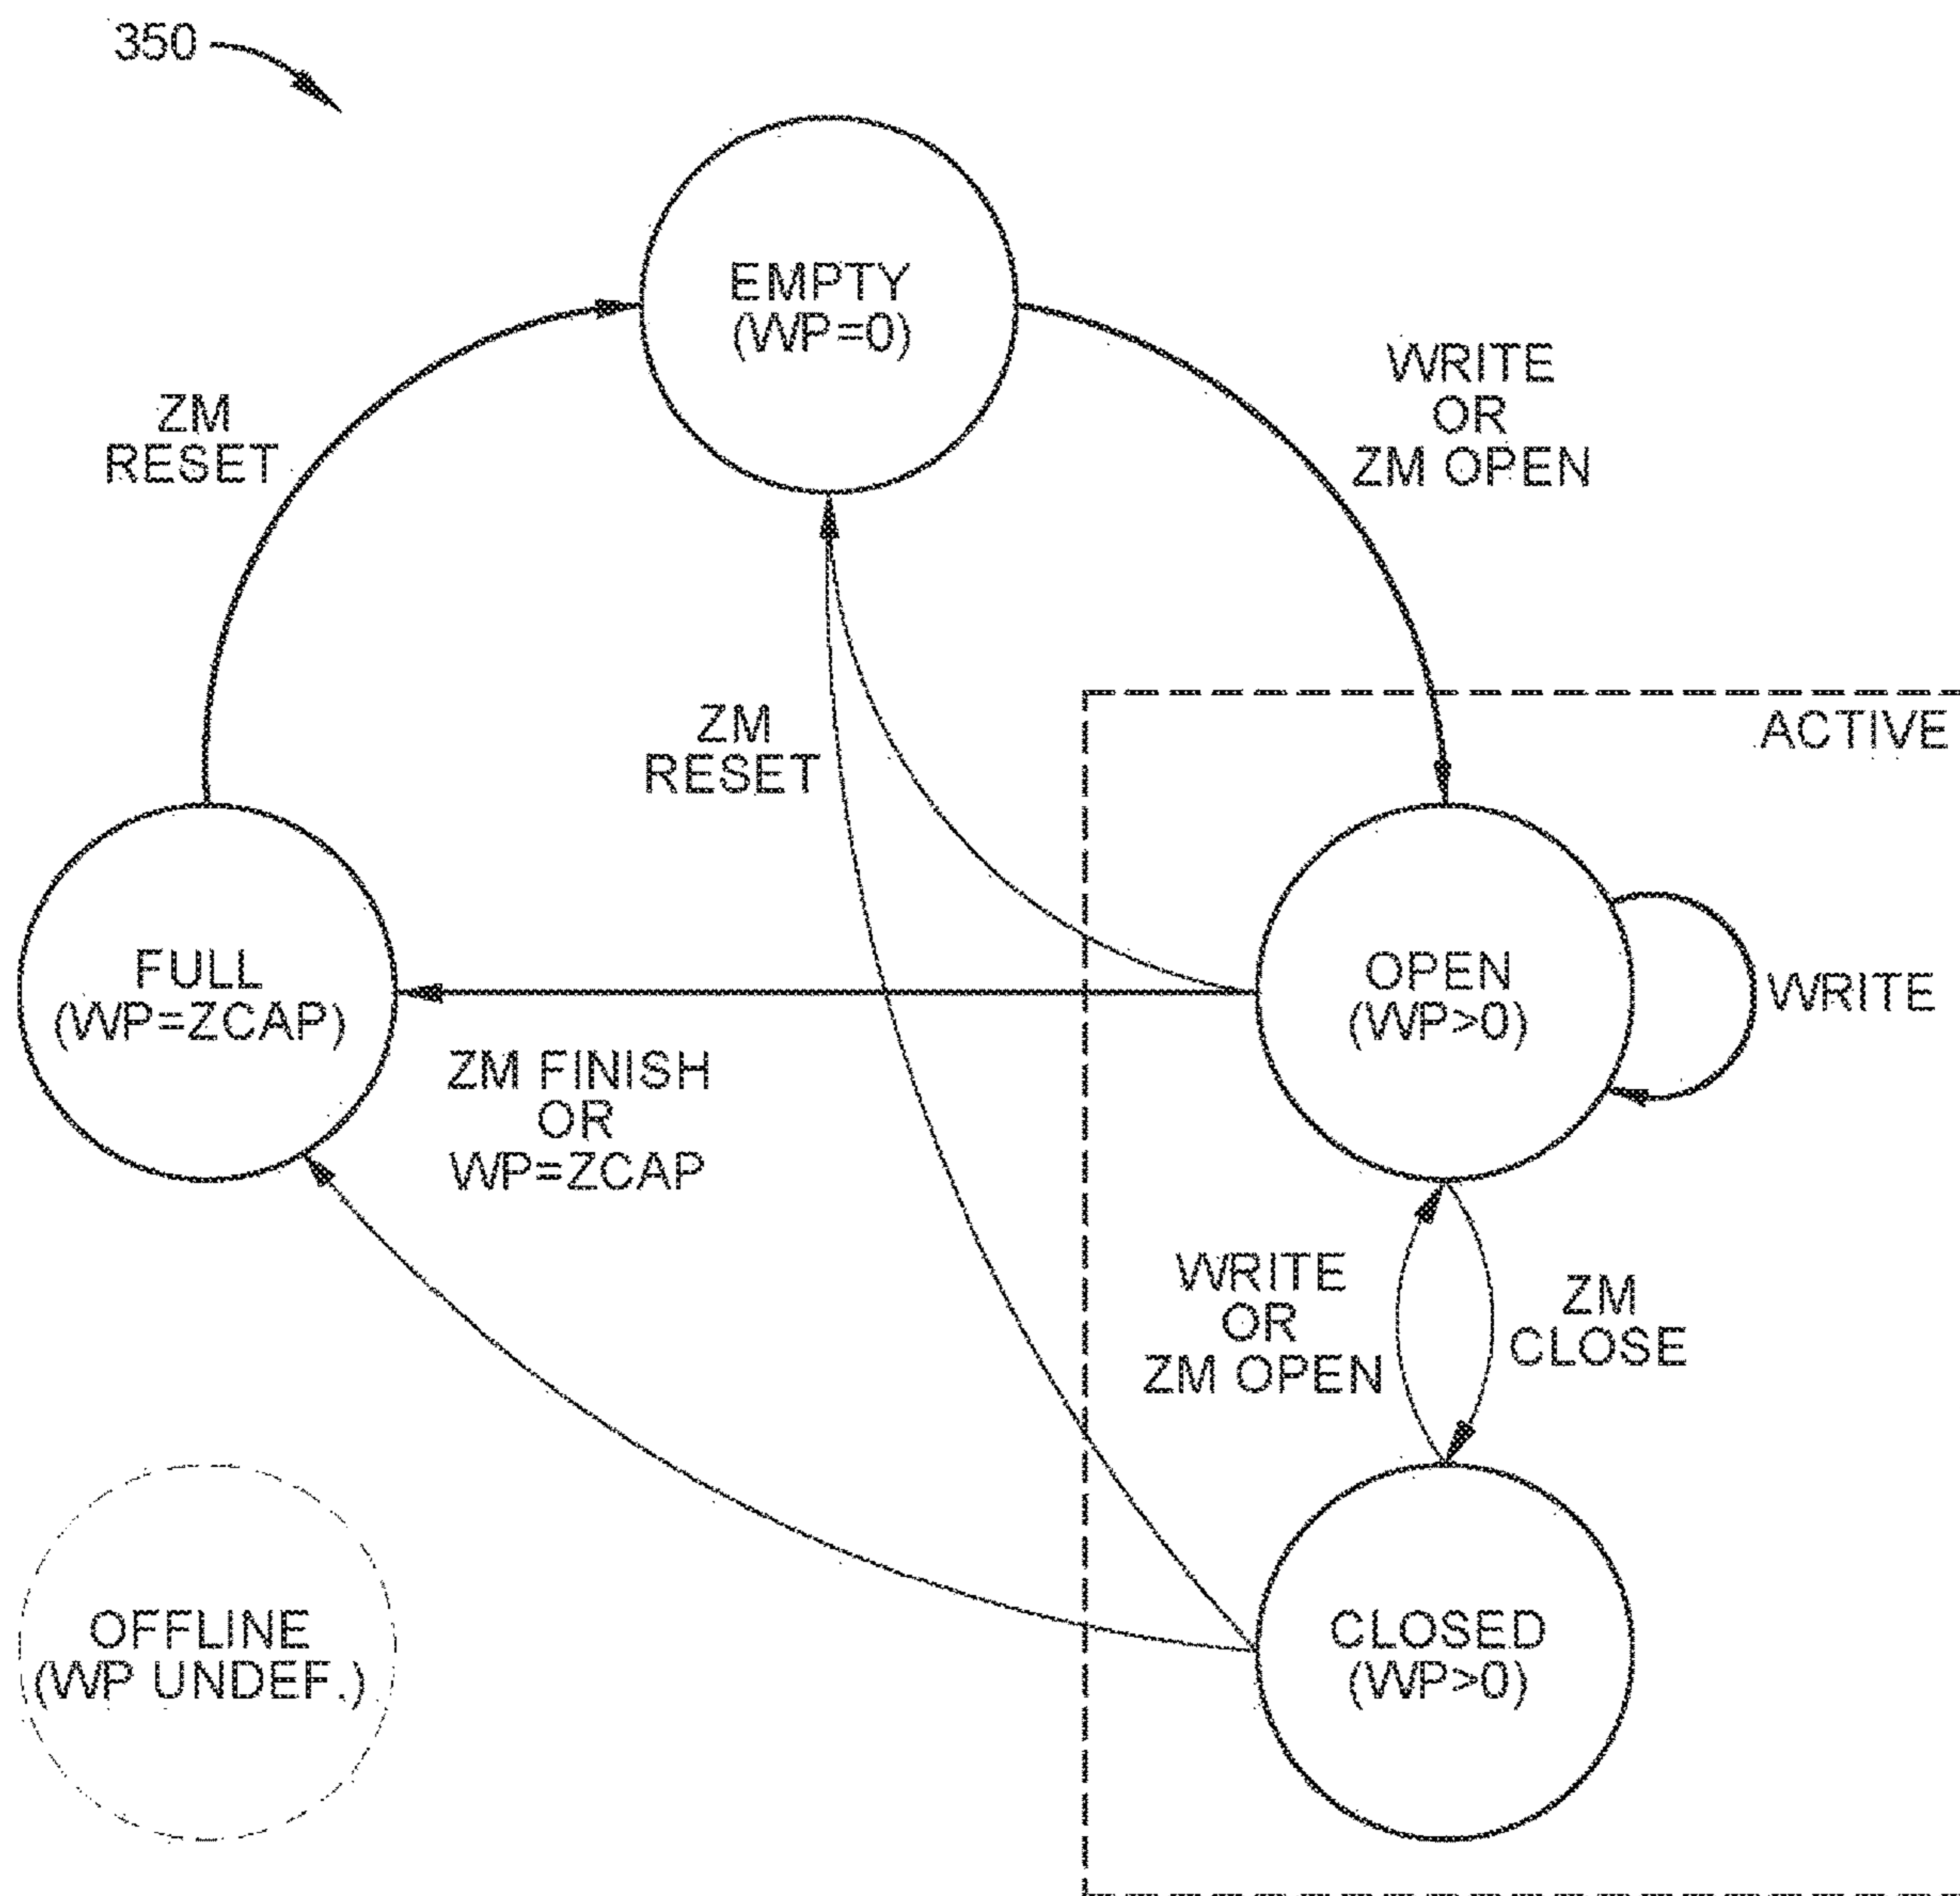 350
EMPTY
(WP=0)
WRITE
OR
ZM OPEN
ZM
RESET
ZM
RESET
ACTIVE
FULL
(WP=ZCAP)
OPEN
(WP>0)
WRITE
ZM FINISH
OR
WP=ZCAP
WRITE
OR
ZM OPEN
ZM
CLOSE
OFFLINE
(WP UNDEF.)
CLOSED
(WP>0)